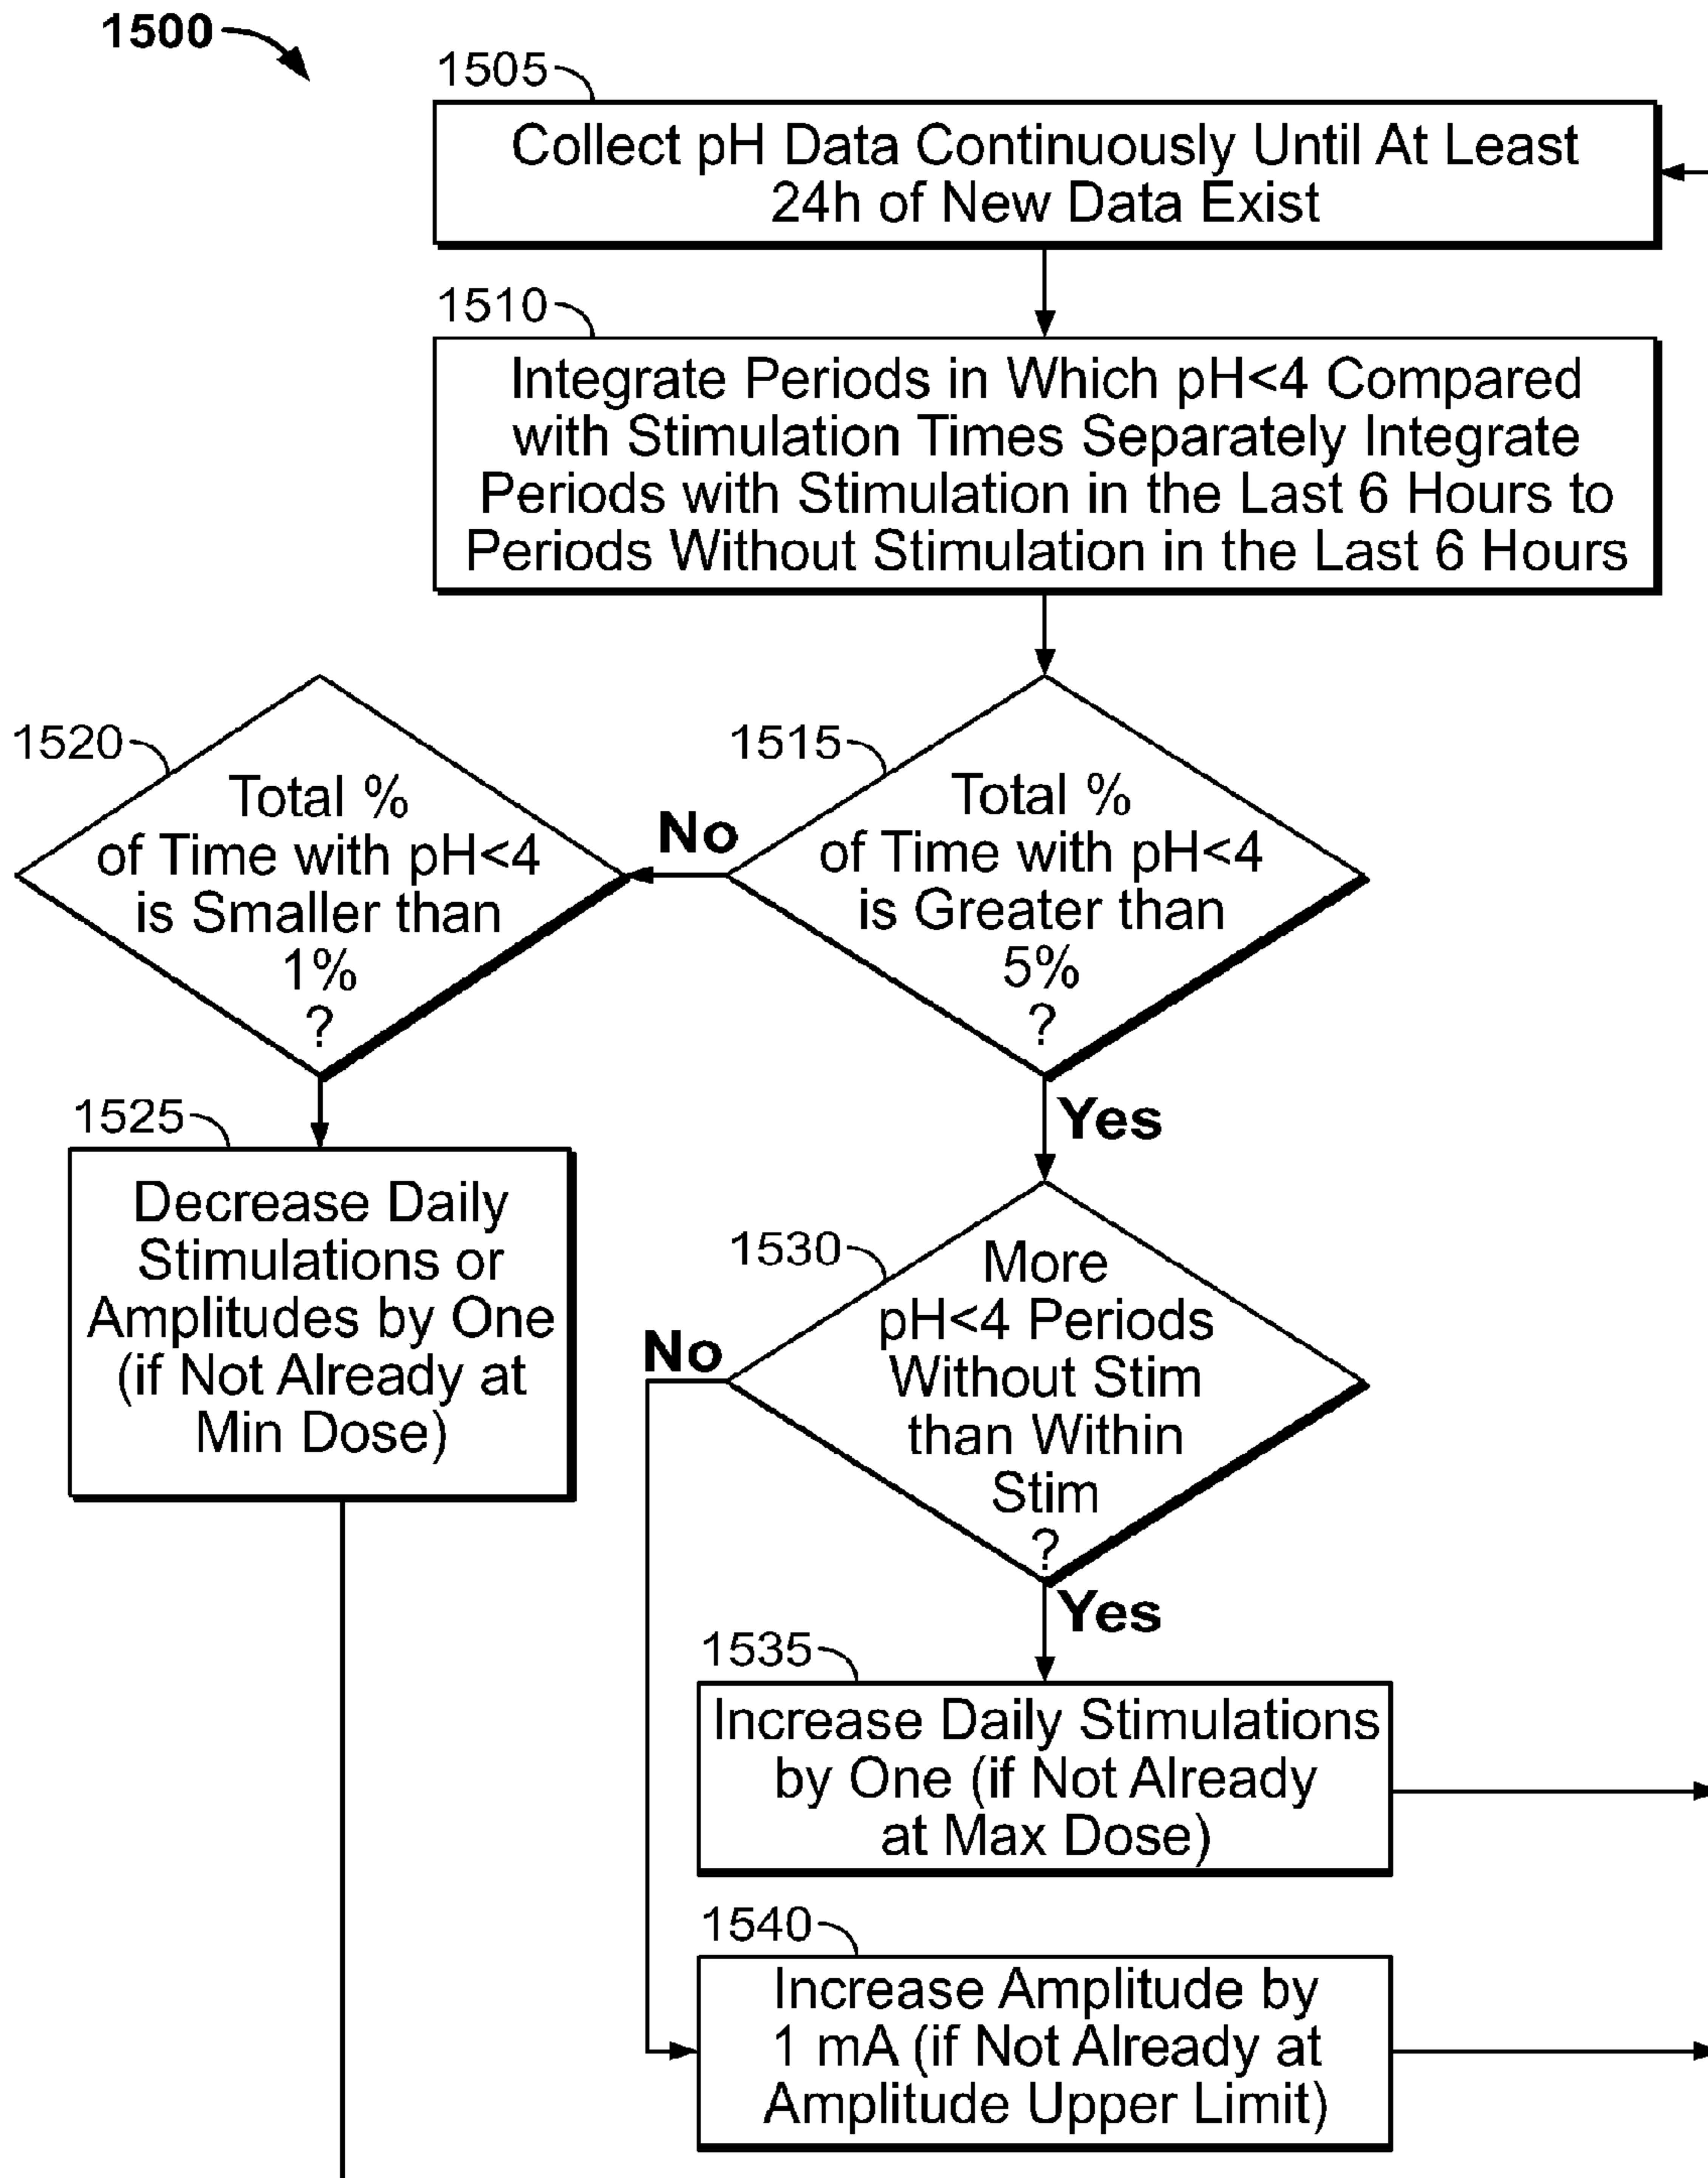 1500
1505
Collect pH Data Continuously Until At Least
24h of New Data Exist
1510
Integrate Periods in Which pH<4 Compared
with Stimulation Times Separately Integrate
Periods with Stimulation in the Last 6 Hours to
Periods Without Stimulation in the Last 6 Hours
1520
Total %
of Time with pH<4
is Smaller than
1%
?
No
1515
Total %
of Time with pH<4
is Greater than
5%
?
Yes
1525
Decrease Daily
Stimulations or
Amplitudes by One
(if Not Already at
Min Dose)
1530
More
pH<4 Periods
Without Stim
than Within
Stim
?
No
Yes
1535
Increase Daily Stimulations
by One (if Not Already
at Max Dose)
1540
Increase Amplitude by
1 mA (if Not Already at
Amplitude Upper Limit)